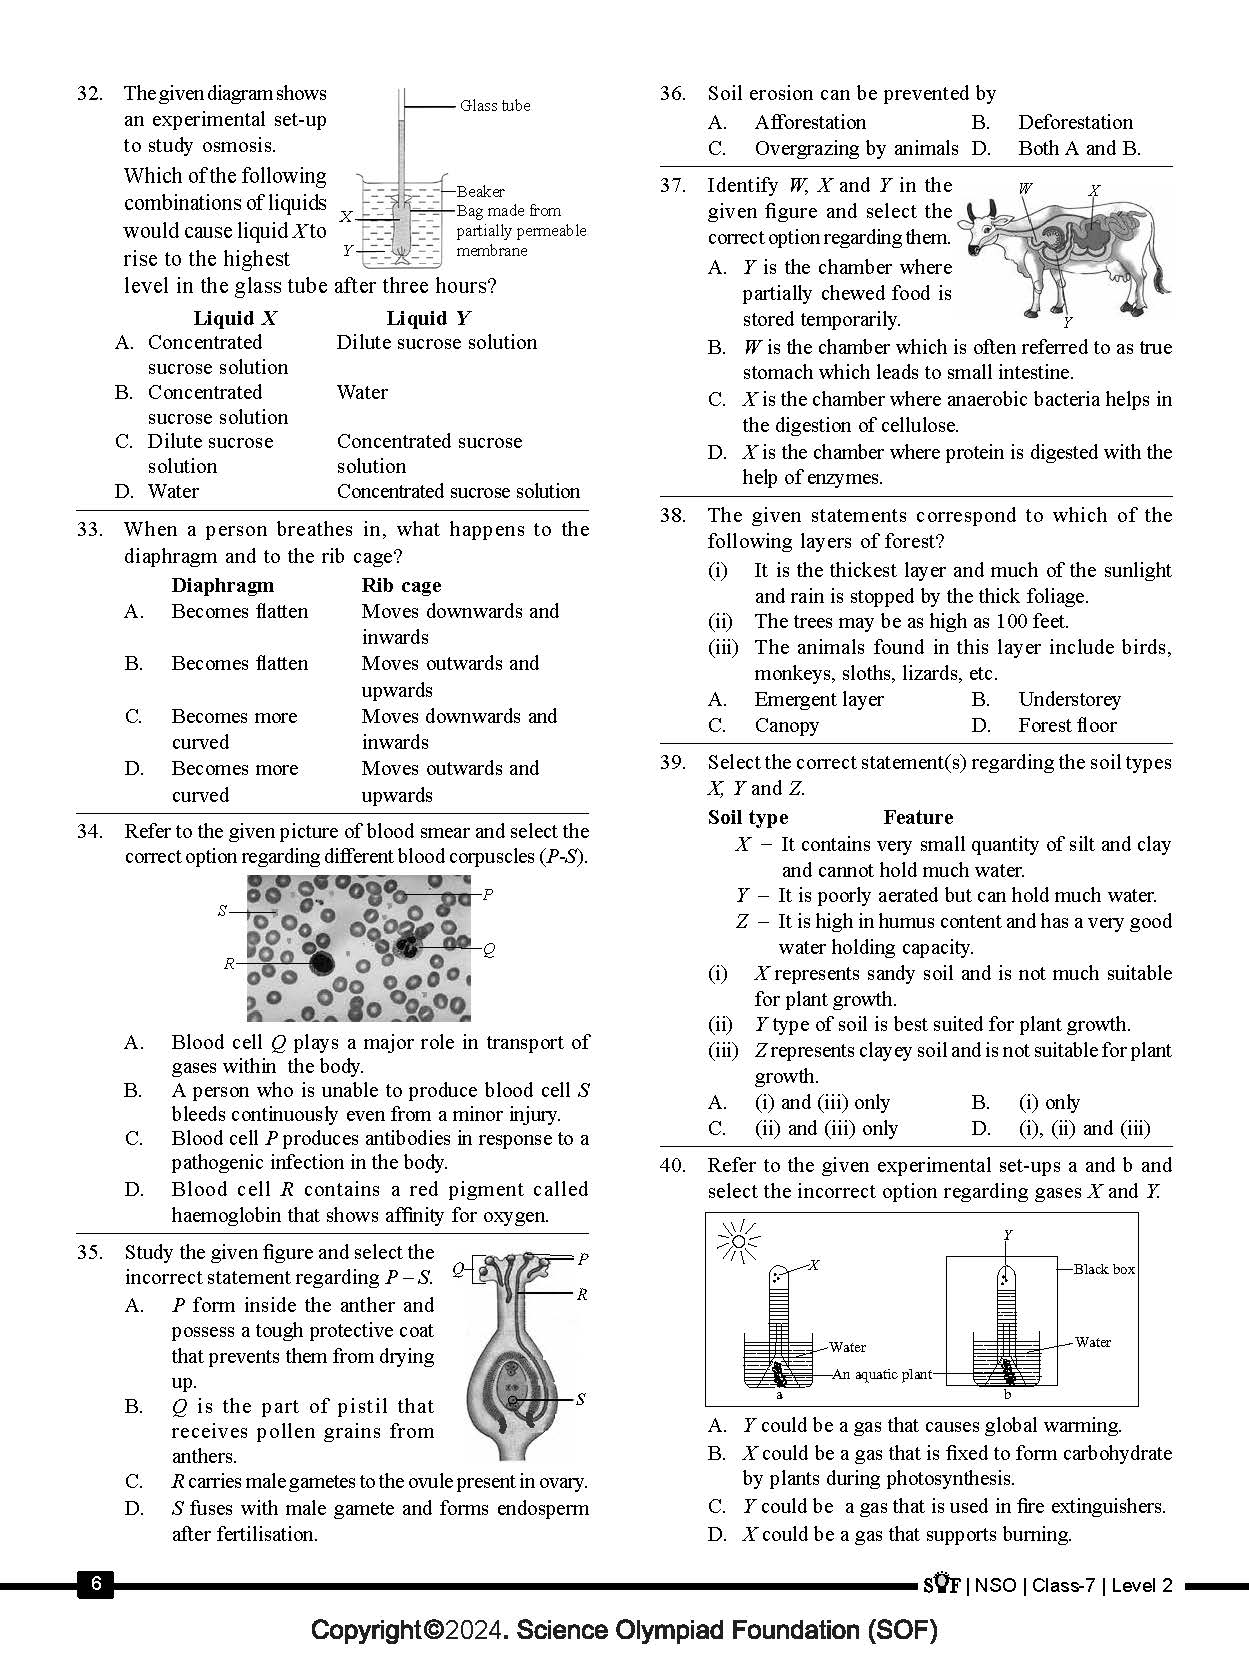 32. The given diagram shows
an experimental set-up
to study osmosis.
Which of the following
combinations of liquids
would cause liquid X to
rise to the highest
level in the glass tube after three hours?
Glass tube
Beaker
Bag made from
partially permeable
membrane
X
Y
Liquid X Liquid Y
A. Concentrated Dilute sucrose solution
sucrose solution
B. Concentrated Water
sucrose solution
C. Dilute sucrose Concentrated sucrose
solution solution
D. Water Concentrated sucrose solution
33. When a person breathes in, what happens to the
diaphragm and to the rib cage?
Diaphragm Rib cage
A. Becomes flatten Moves downwards and
inwards
B. Becomes flatten Moves outwards and
upwards
C. Becomes more Moves downwards and
curved inwards
D. Becomes more Moves outwards and
curved upwards
34. Refer to the given picture of blood smear and select the
correct option regarding different blood corpuscles (P-S).
P
S
Q
R
A. Blood cell Q plays a major role in transport of
gases within the body.
B. A person who is unable to produce blood cell S
bleeds continuously even from a minor injury.
C. Blood cell P produces antibodies in response to a
pathogenic infection in the body.
D. Blood cell R contains a red pigment called
haemoglobin that shows affinity for oxygen.
35. Study the given figure and select the
incorrect statement regarding P – S.
Q
P
R
S
A. P form inside the anther and
possess a tough protective coat
that prevents them from drying
up.
B. Q is the part of pistil that
receives pollen grains from
anthers.
C. R carries male gametes to the ovule present in ovary.
D. S fuses with male gamete and forms endosperm
after fertilisation.
36. Soil erosion can be prevented by
A. Afforestation B. Deforestation
C. Overgrazing by animals D. Both A and B.
37. Identify W, X and Y in the
given figure and select the
correct option regarding them.
W X
Y
A. Y is the chamber where
partially chewed food is
stored temporarily.
B. W is the chamber which is often referred to as true
stomach which leads to small intestine.
C. X is the chamber where anaerobic bacteria helps in
the digestion of cellulose.
D. X is the chamber where protein is digested with the
help of enzymes.
38. The given statements correspond to which of the
following layers of forest?
(i) It is the thickest layer and much of the sunlight
and rain is stopped by the thick foliage.
(ii) The trees may be as high as 100 feet.
(iii) The animals found in this layer include birds,
monkeys, sloths, lizards, etc.
A. Emergent layer B. Understorey
C. Canopy D. Forest floor
39. Select the correct statement(s) regarding the soil types
X, Y and Z.
Soil type Feature
X – It contains very small quantity of silt and clay
and cannot hold much water.
Y – It is poorly aerated but can hold much water.
Z – It is high in humus content and has a very good
water holding capacity.
(i) X represents sandy soil and is not much suitable
for plant growth.
(ii) Y type of soil is best suited for plant growth.
(iii) Z represents clayey soil and is not suitable for plant
growth.
A. (i) and (iii) only B. (i) only
C. (ii) and (iii) only D. (i), (ii) and (iii)
40. Refer to the given experimental set-ups a and b and
select the incorrect option regarding gases X and Y.
Y
X
Black box
Water
Water
An aquatic plant
a
b
A. Y could be a gas that causes global warming.
B. X could be a gas that is fixed to form carbohydrate
by plants during photosynthesis.
C. Y could be a gas that is used in fire extinguishers.
D. X could be a gas that supports burning.
6
SOF | NSO | Class-7 | Level 2
Copyright©2024. Science Olympiad Foundation (SOF)